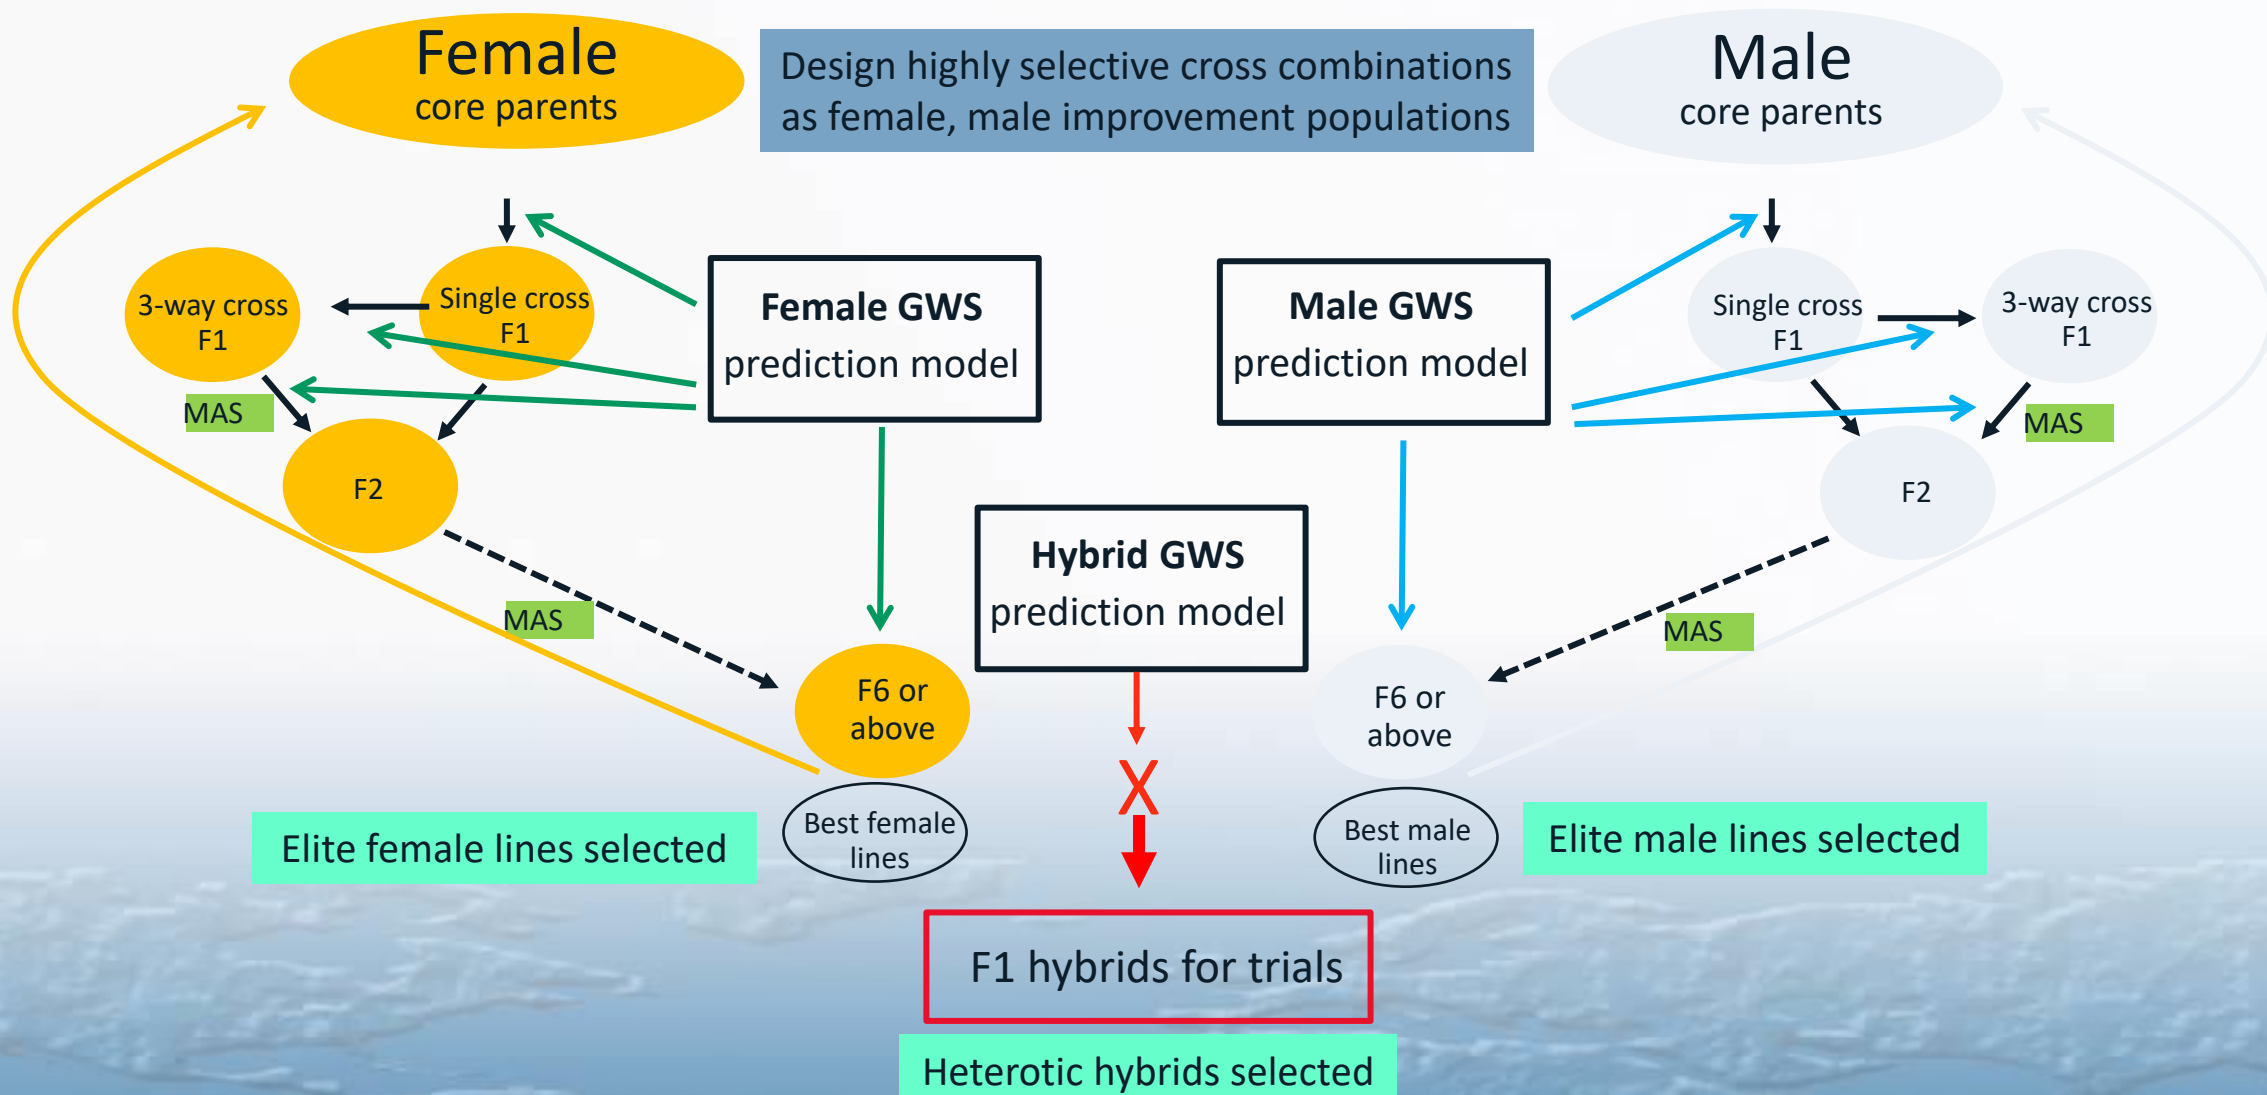 Female
core parents
Design highly selective cross combinations
as female, male improvement populations
Male
core parents
3-way cross
F1
Single cross
F1
Female GWS
prediction model
Male GWS
prediction model
Single cross
F1
3-way cross
F1
MAS
MAS
F2
F2
Hybrid GWS
prediction model
MAS
MAS
F6 or
above
F6 or
above
X
Best female
lines
Best male
lines
Elite female lines selected
Elite male lines selected
F1 hybrids for trials
Heterotic hybrids selected